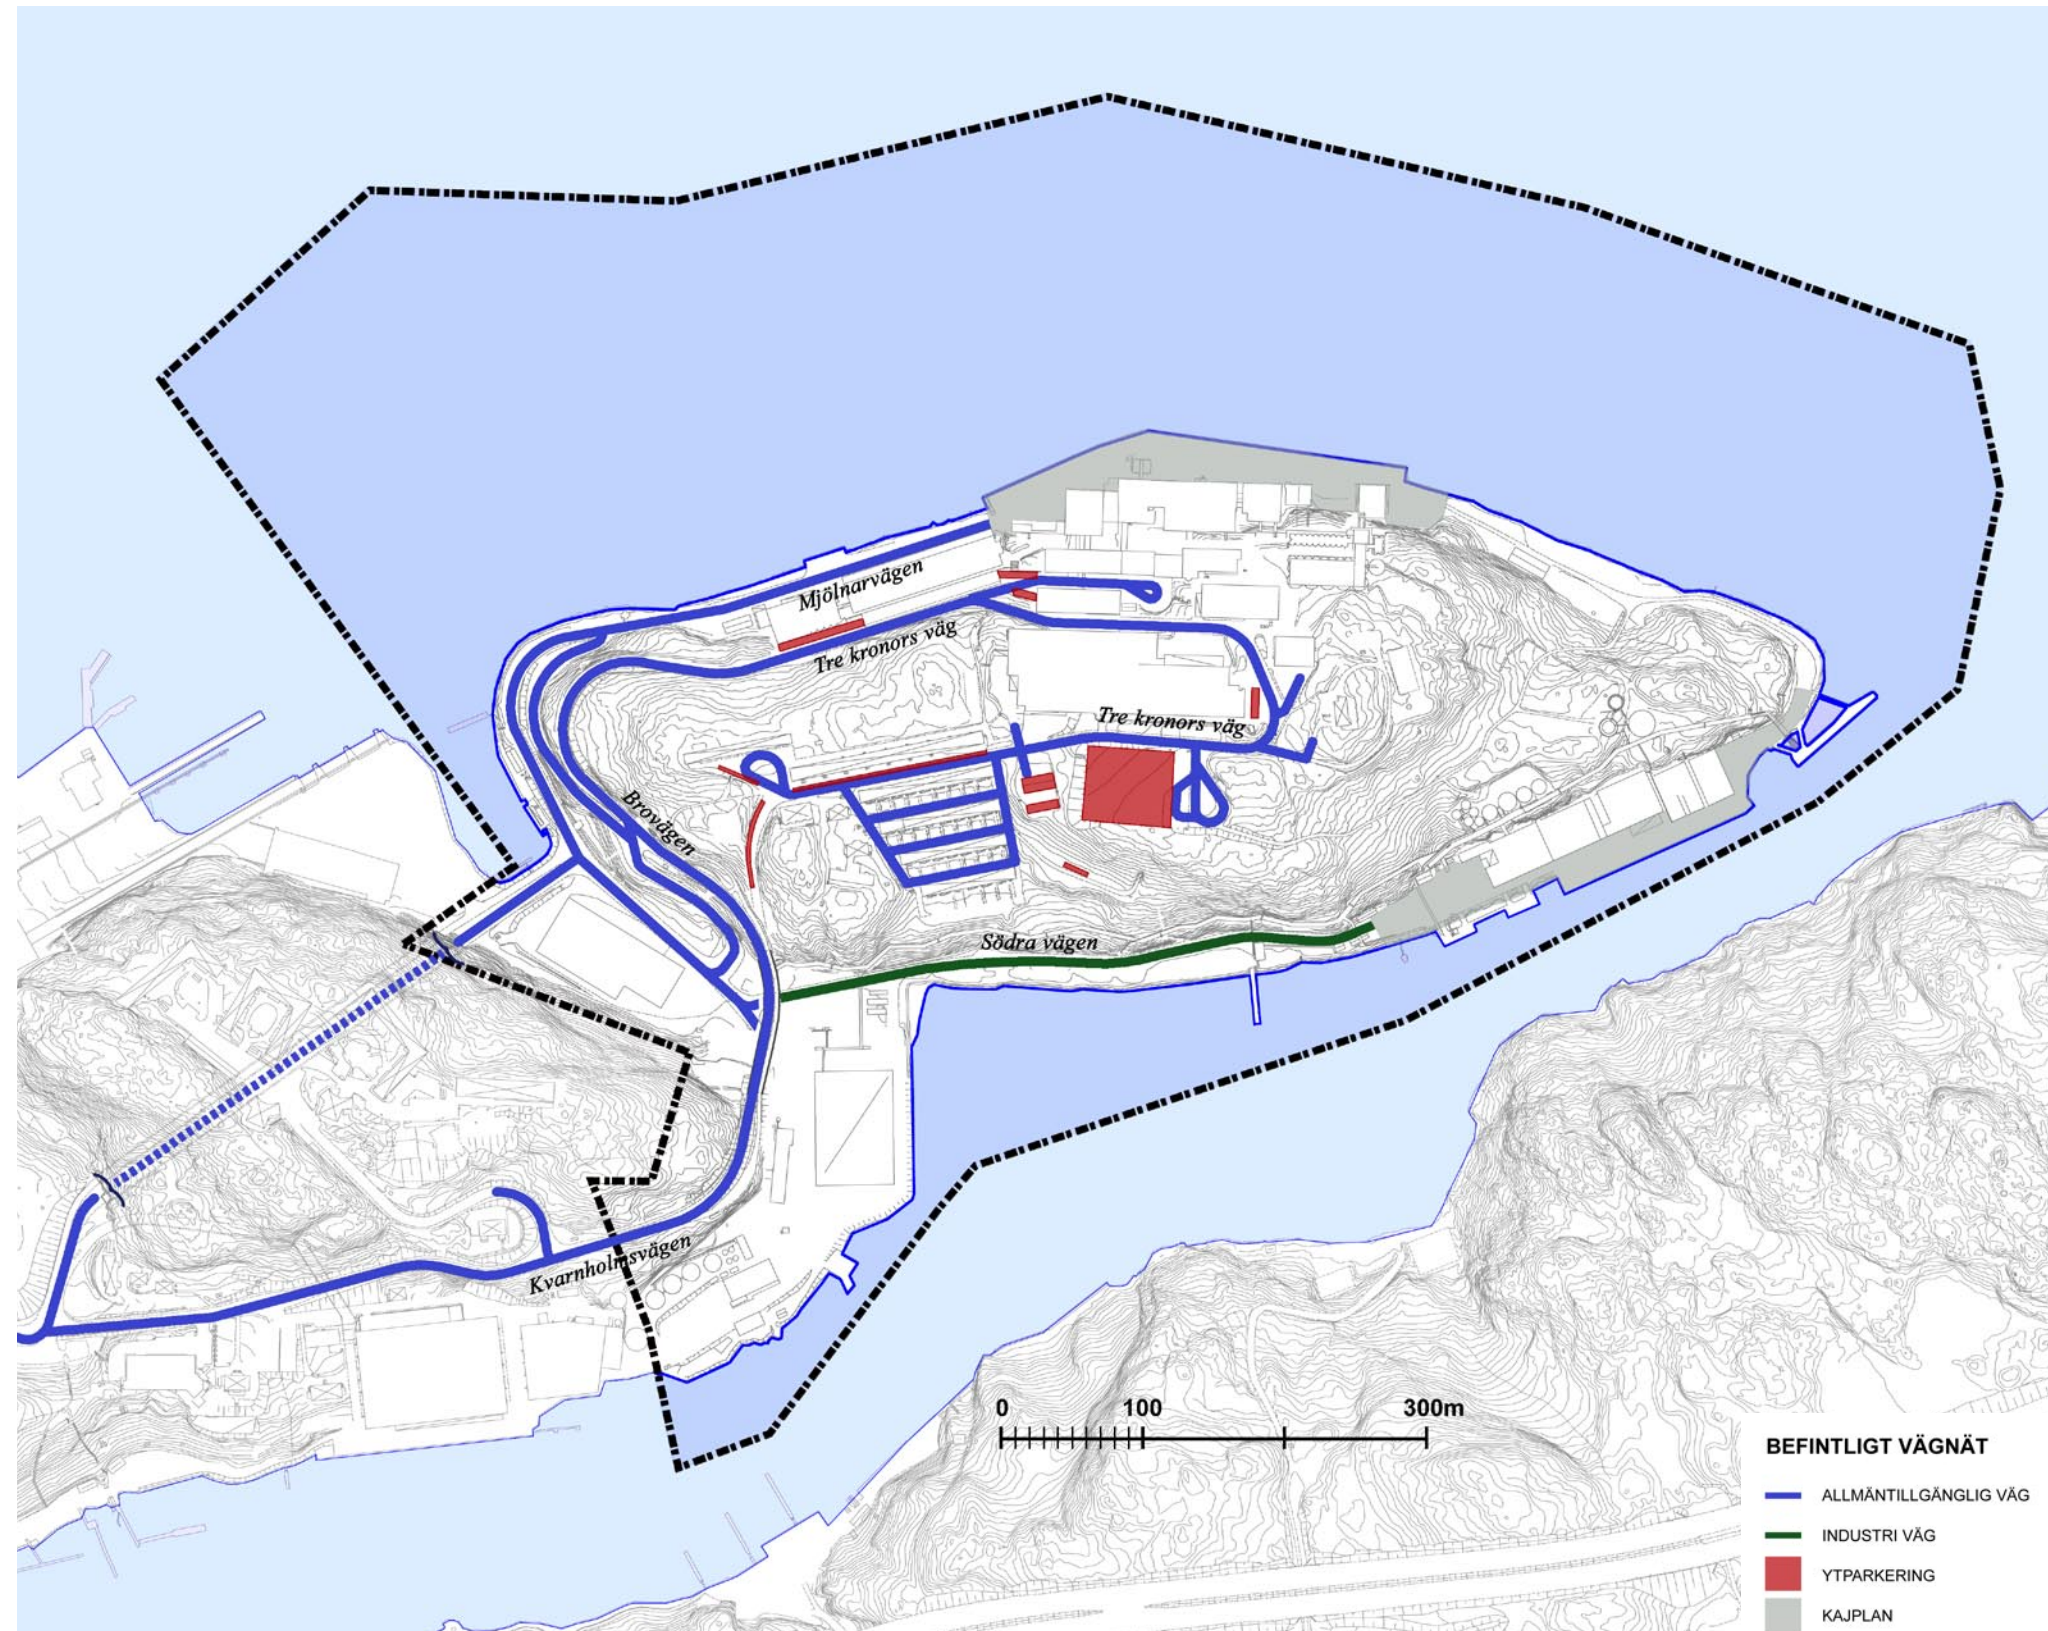 Mjölnarvägen
Tre kronors väg
Tre kronors väg
Brovägen
Södra vägen
Kvarnholmsvägen
0 100 300m
BEFINTLIGT VÄGNÄT
ALLMÄNTILLGÄNGLIG VÄG
INDUSTRI VÄG
YTPARKERING
KAJPLAN